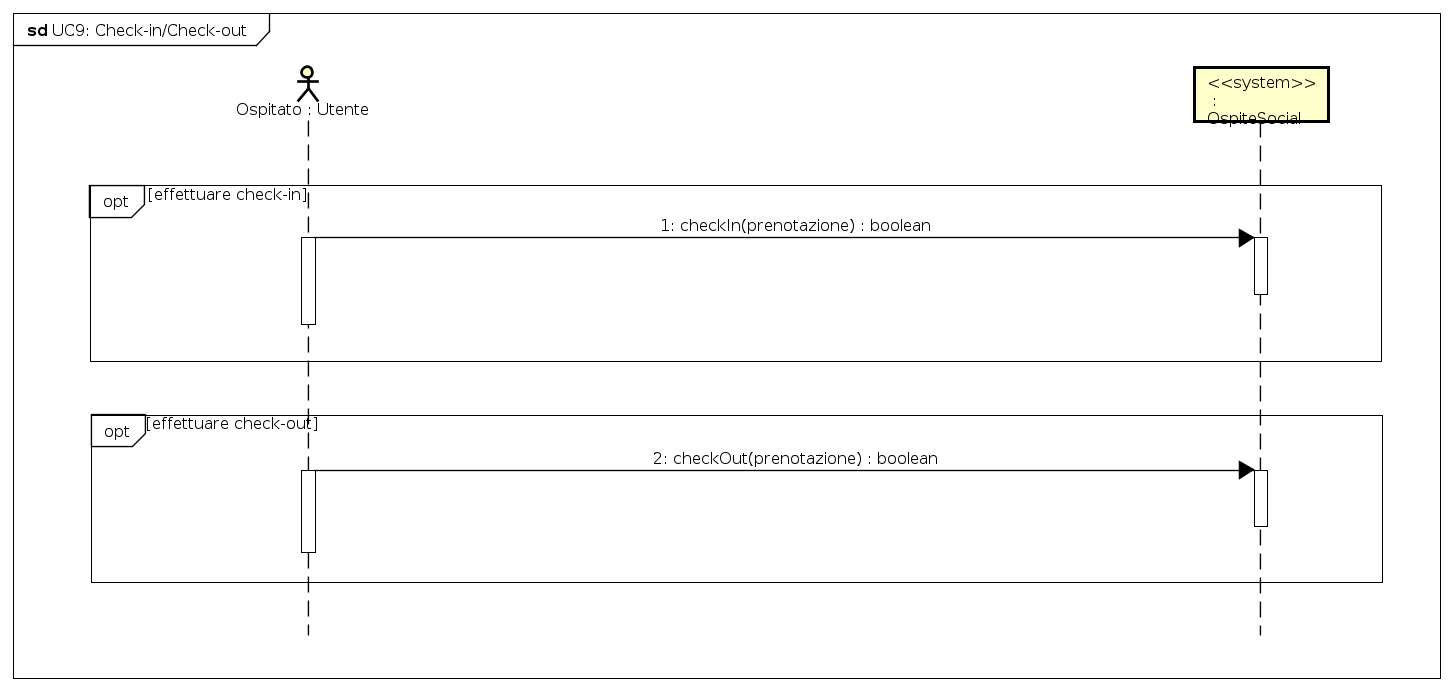 sd UC9: Check-in/Check-out
Ospitato : Utente
<<system>>
:
OspiteSocial
opt [effettuare check-in]
1: checkIn(prenotazione) : boolean
opt [effettuare check-out]
2: checkOut(prenotazione) : boolean